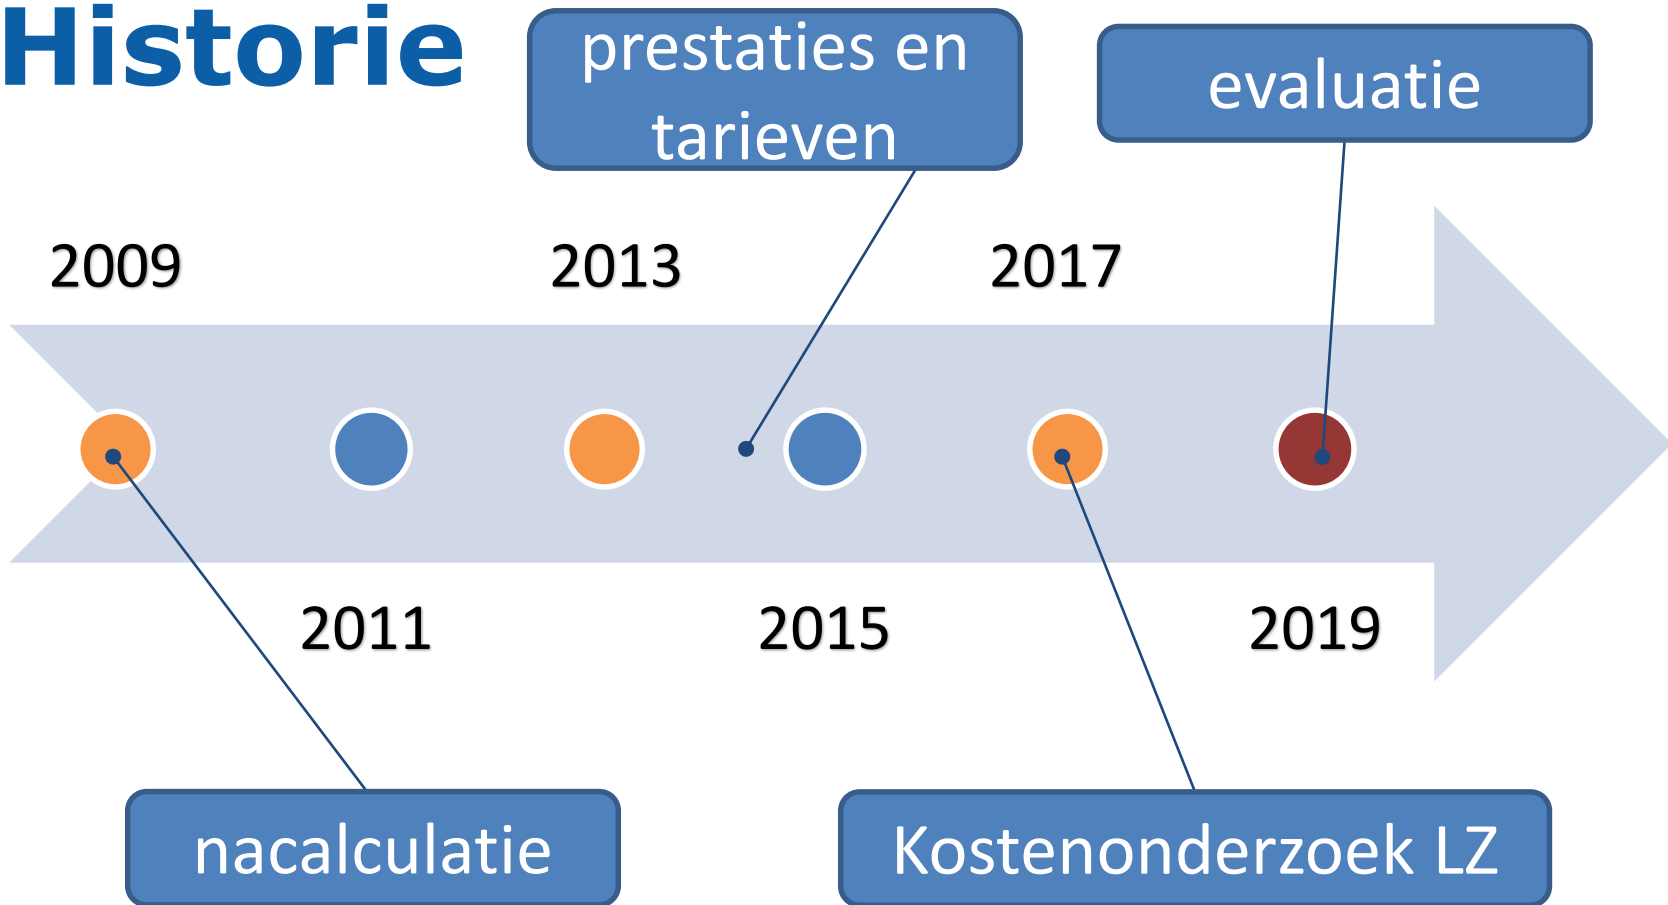 Historie
prestaties en
tarieven
evaluatie
2009
2013
2017
2011
2015
2019
nacalculatie
Kostenonderzoek LZ